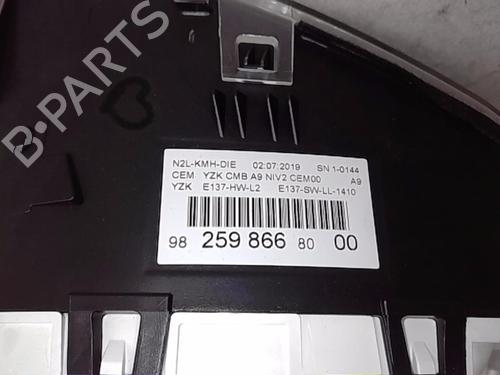 N2L-KMH-DIE 02:07:2019 SN 1-0144
CEM YZK CMB A9 NIV2 CEM00 A9
YZK E137-HW-L2 E137-SW-LL-1410
98 259 866 80 00
B-PARTS